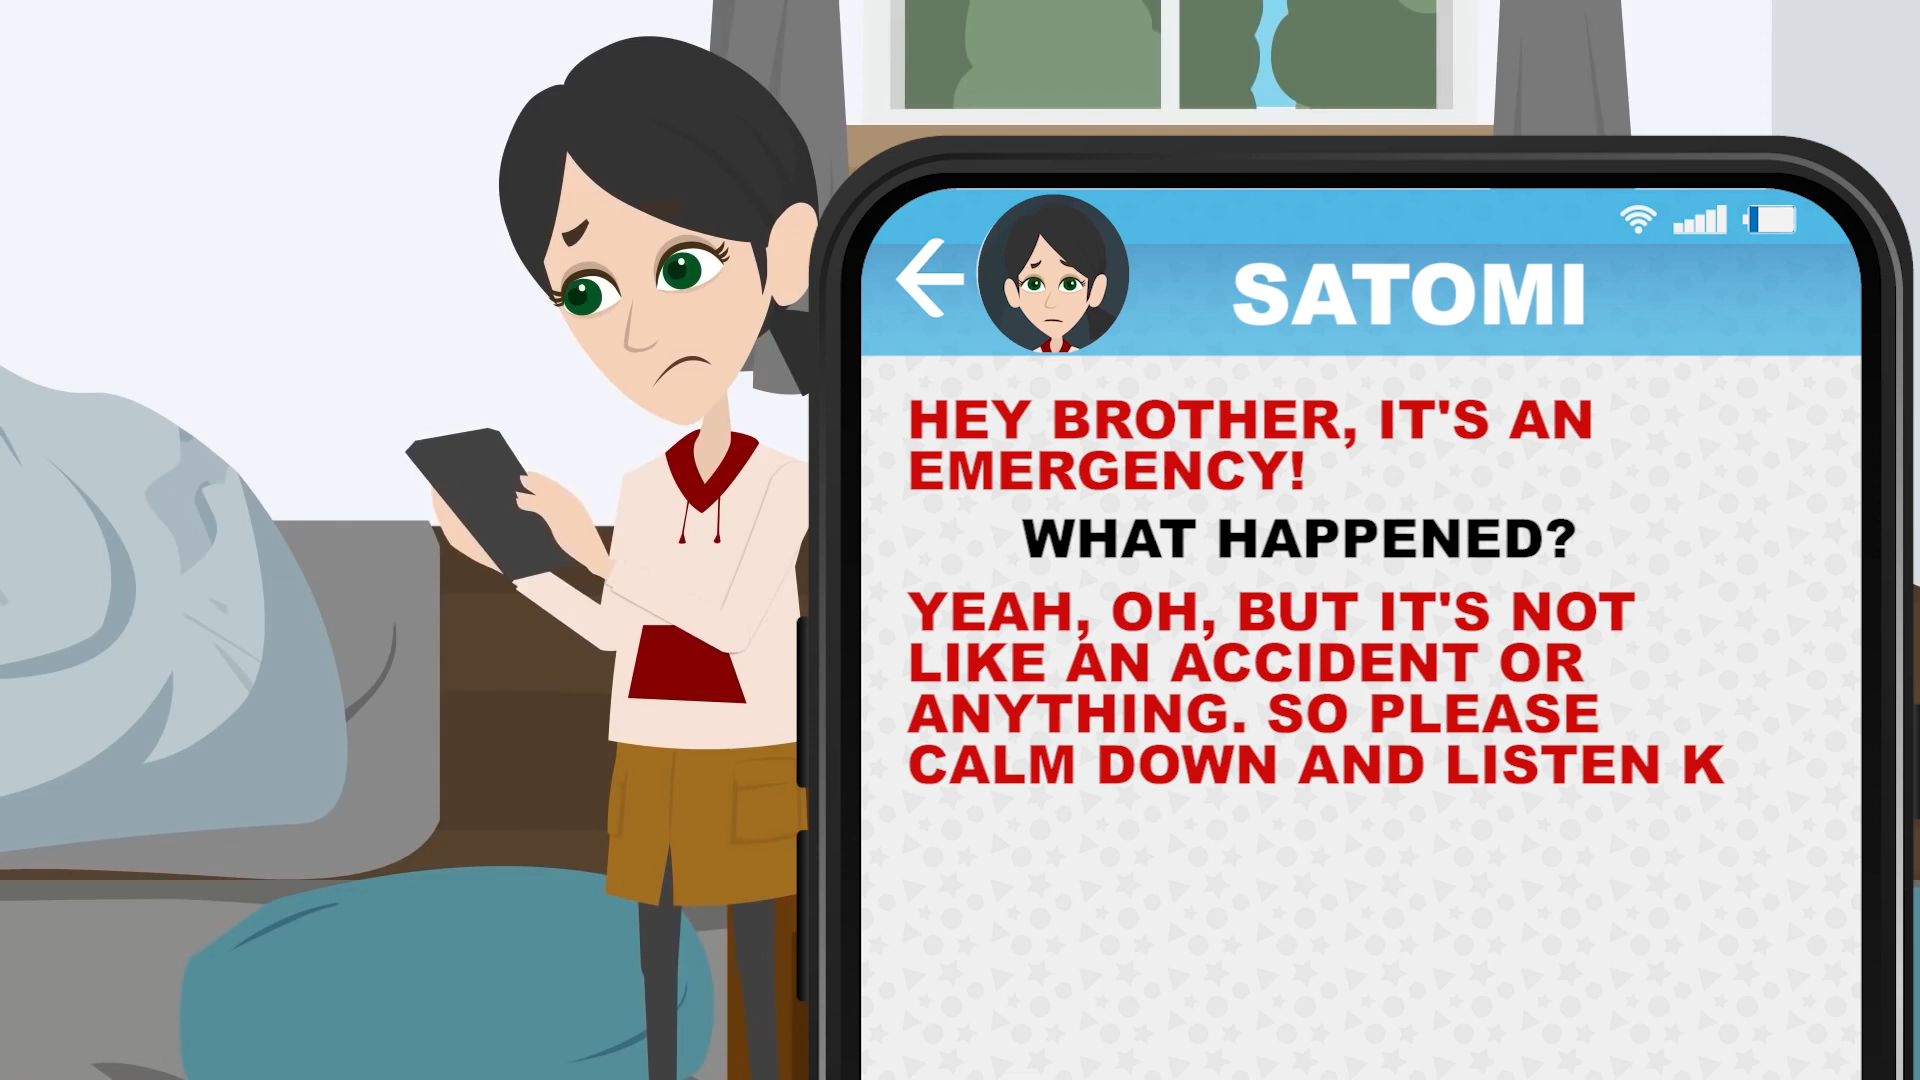 SATOMI
HEY BROTHER, IT'S AN
EMERGENCY!
WHAT HAPPENED?
YEAH, OH, BUT IT'S NOT
LIKE AN ACCIDENT OR
ANYTHING. SO PLEASE
CALM DOWN AND LISTEN K